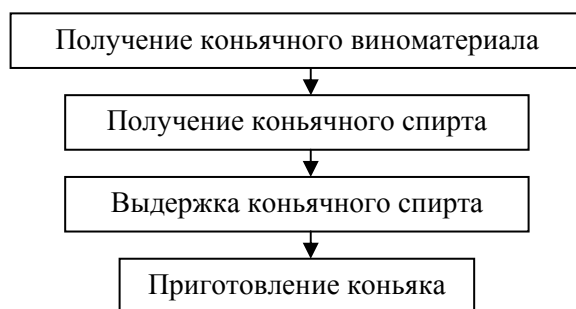 Получение коньячного виноматериала
Получение коньячного спирта
Выдержка коньячного спирта
Приготовление коньяка